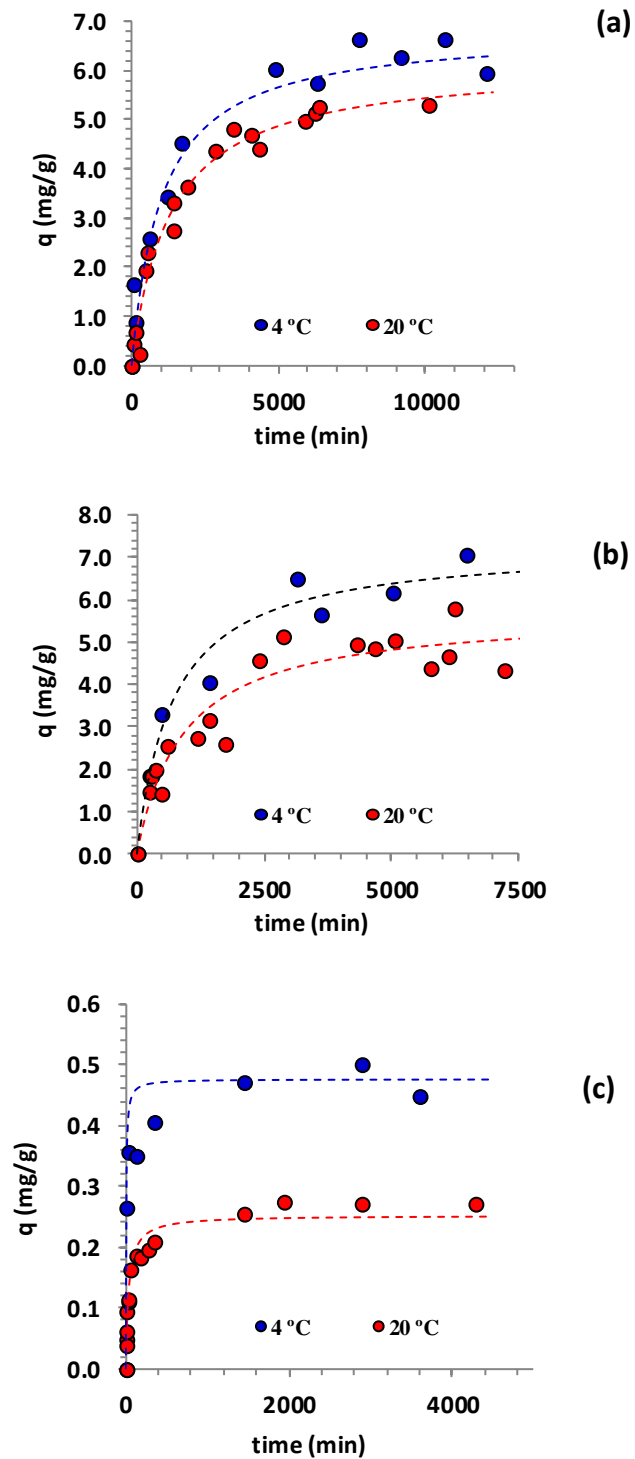 (a)
7.0
6.0
5.0
4.0
3.0
2.0
1.0
0.0
q (mg/g)
4 ºC 20 ºC
0 5000 10000
time (min)
(b)
8.0
7.0
6.0
5.0
4.0
3.0
2.0
1.0
0.0
q (mg/g)
4 ºC 20 ºC
0 2500 5000 7500
time (min)
(c)
0.6
0.5
0.4
0.3
0.2
0.1
0.0
q (mg/g)
4 ºC 20 ºC
0 2000 4000
time (min)